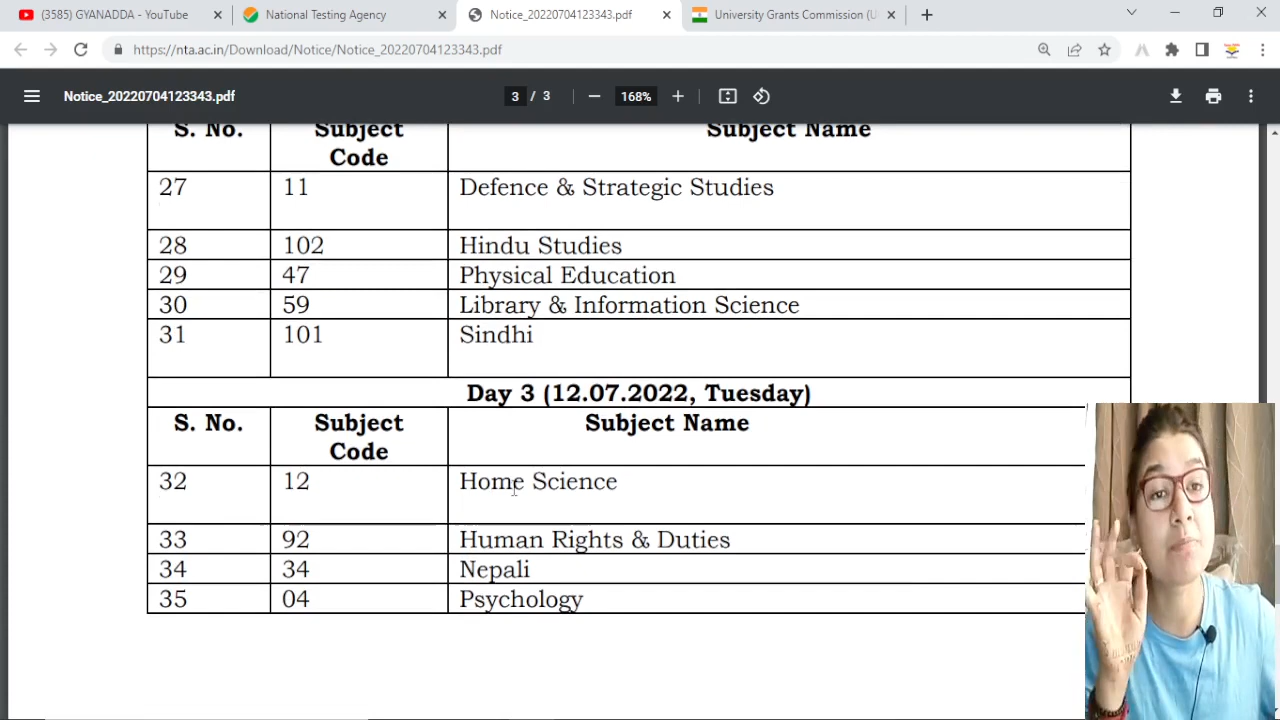 (3585) GYANADDA - YouTube
National Testing Agency
Notice_20220704123343.pdf
University Grants Commission (U
https://nta.ac.in/Download/Notice/Notice_20220704123343.pdf
Notice_20220704123343.pdf
3 / 3
168%
S. No. Subject Code Subject Name
27 11 Defence & Strategic Studies
28 102 Hindu Studies
29 47 Physical Education
30 59 Library & Information Science
31 101 Sindhi
Day 3 (12.07.2022, Tuesday)
S. No. Subject Code Subject Name
32 12 Home Science
33 92 Human Rights & Duties
34 34 Nepali
35 04 Psychology